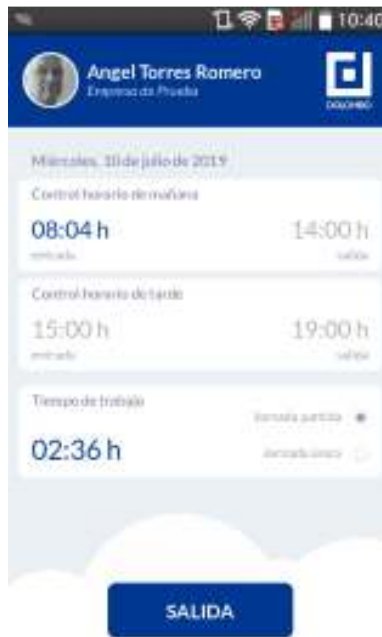 10:46
Angel Torres Romero
Empresa de Prueba
DOLOMBO
Miércoles, 10 de julio de 2019
Control horario de mañana
08:04 h 14:00 h
entrada salida
Control horario de tarde
15:00 h 19:00 h
entrada salida
Tiempo de trabajo
Jornada partida
02:36 h
Jornada única
SALIDA